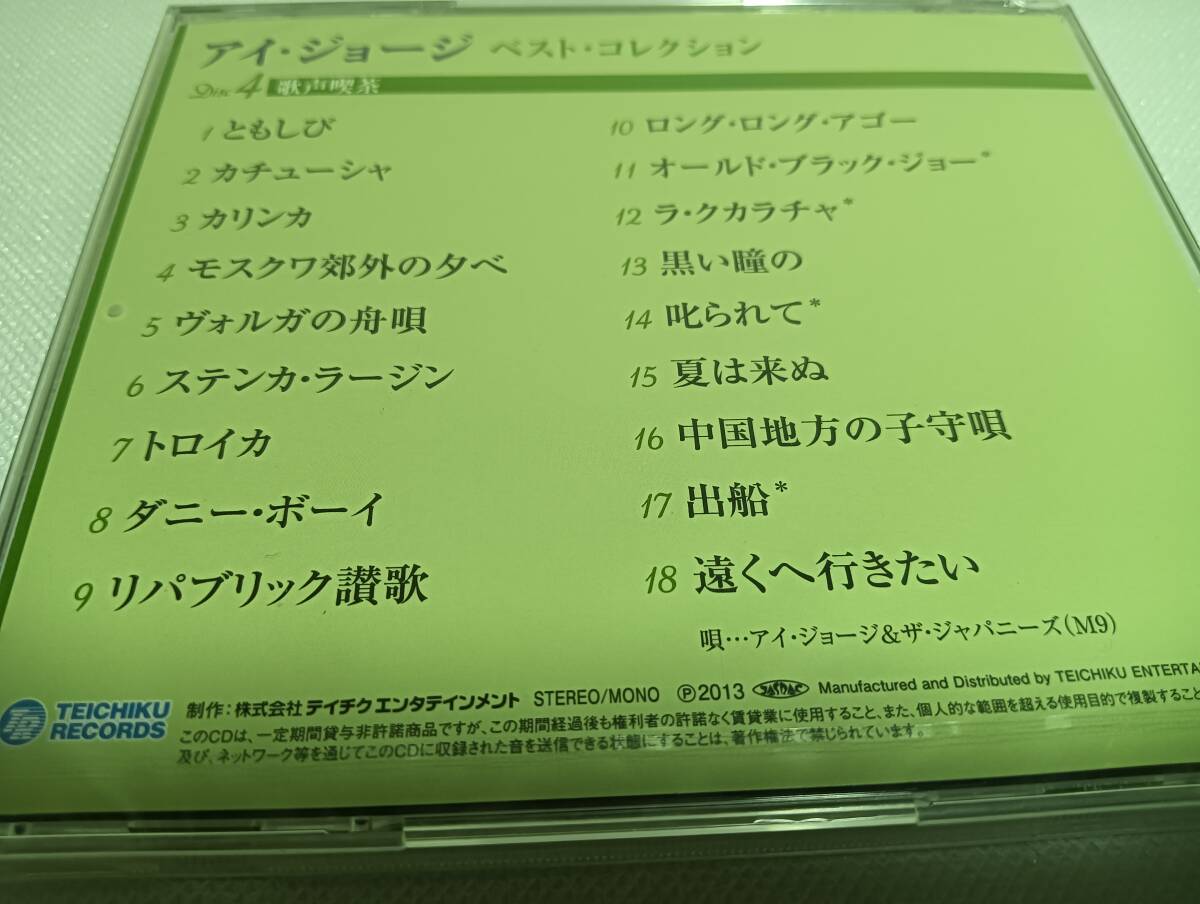 アイ・ジョージ ベスト・コレクション
Disc 4 歌声喫茶
1 ともしび
2 カチューシャ
3 カリンカ
4 モスクワ郊外の夕べ
5 ヴォルガの舟唄
6 ステンカ・ラージン
7 トロイカ
8 ダニー・ボーイ
9 リパブリック讃歌
10 ロング・ロング・アゴー
11 オールド・ブラック・ジョー*
12 ラ・クカラチャ*
13 黒い瞳の
14 叱られて*
15 夏は来ぬ
16 中国地方の子守唄
17 出船*
18 遠くへ行きたい
唄…アイ・ジョージ&ザ・ジャパニーズ(M9)
TEICHIKU RECORDS
制作:株式会社テイチクエンタテインメント STEREO/MONO Ⓟ2013 JASRAC Manufactured and Distributed by TEICHIKU ENTERTA
このCDは、一定期間貸与非許諾商品ですが、この期間経過後も権利者の許諾なく賃貸業に使用すること、また、個人的な範囲を超える使用目的で複製すること
及び、ネットワーク等を通じてこのCDに収録された音を送信できる状態にすることは、著作権法で禁じられています。